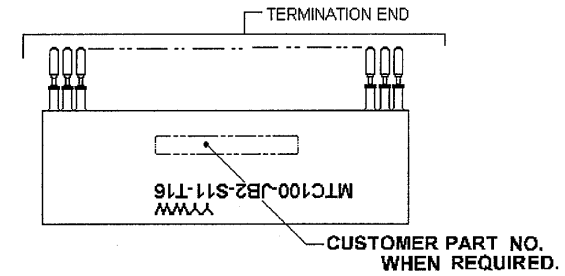 TERMINATION END
MTC100-JB2-S11-T16
YYWW
CUSTOMER PART NO.
WHEN REQUIRED.